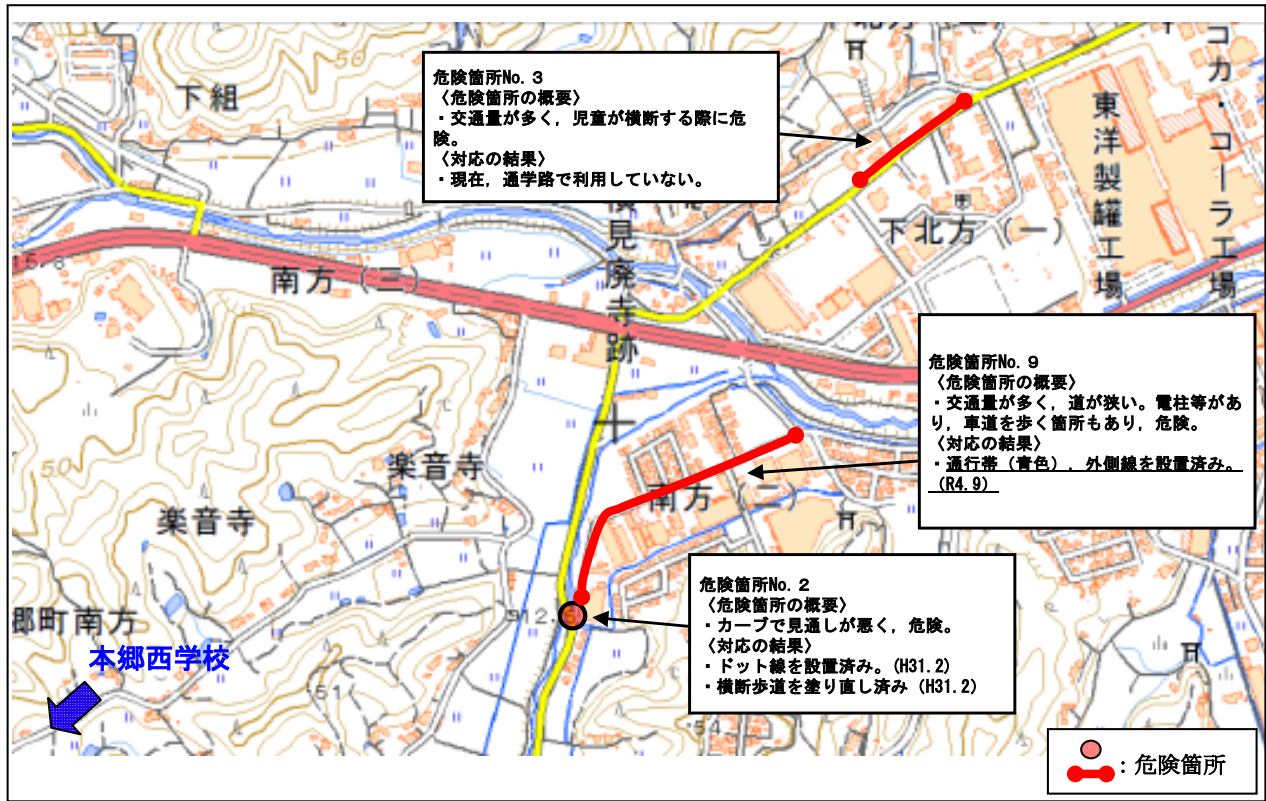 危険箇所No.3
〈危険箇所の概要〉
・交通量が多く，児童が横断する際に危
険。
〈対応の結果〉
・現在，通学路で利用していない。
下組
50
コカ・コーラ工場
東洋製罐工場
下北方（一）
南方（三）
見廃寺跡
危険箇所No.9
〈危険箇所の概要〉
・交通量が多く，道が狭い。電柱等があ
り，車道を歩く箇所もあり，危険。
〈対応の結果〉
・通行帯（青色），外側線を設置済み。
(R4.9)
50
楽音寺
楽音寺
南方（二）
危険箇所No.2
〈危険箇所の概要〉
・カーブで見通しが悪く，危険。
〈対応の結果〉
・ドット線を設置済み。(H31.2)
・横断歩道を塗り直し済み（H31.2）
郷町南方
本郷西学校
51
54
：危険箇所